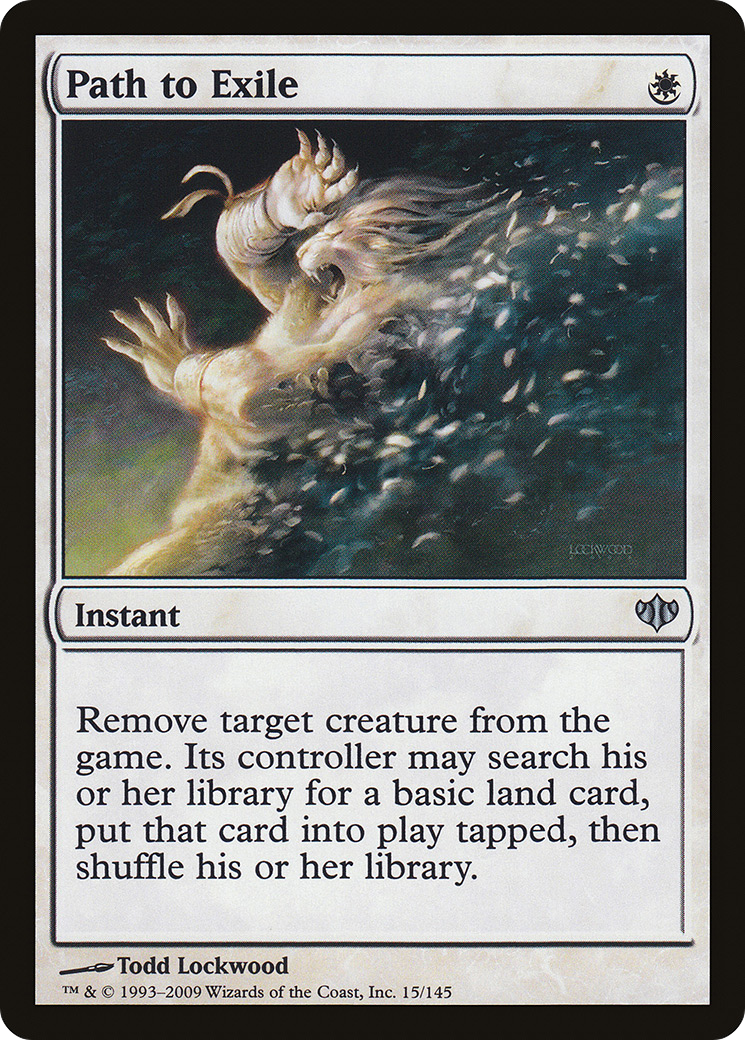 Path to Exile
LOCKWOOD
Instant
Remove target creature from the
game. Its controller may search his
or her library for a basic land card,
put that card into play tapped, then
shuffle his or her library.
Todd Lockwood
™ & © 1993–2009 Wizards of the Coast, Inc. 15/145